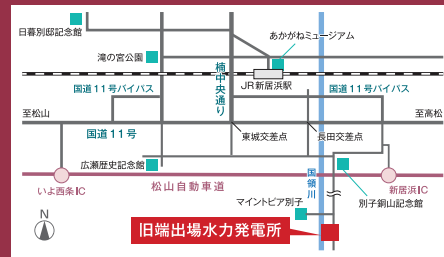 日暮別邸記念館
あかがねミュージアム
滝の宮公園
楠中央通り
JR新居浜駅
国道11号バイパス
国道11号バイパス
至松山
至高松
国道11号
東城交差点
長田交差点
広瀬歴史記念館
国領川
いよ西条IC
松山自動車道
新居浜IC
別子銅山記念館
マイントピア別子
N
旧端出場水力発電所